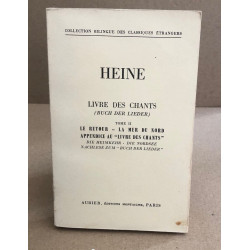 COLLECTION BILINGUE DES CLASSIQUES ÉTRANGERS
HEINE
LIVRE DES CHANTS
(BUCH DER LIEDER)
TOME II
LE RETOUR — LA MER DU NORD
APPENDICE AU "LIVRE DES CHANTS"
DIE HEIMKEHR - DIE NORDSEE
NACHLESE ZUM "BUCH DER LIEDER"
AUBIER, ÉDITIONS MONTAIGNE, PARIS